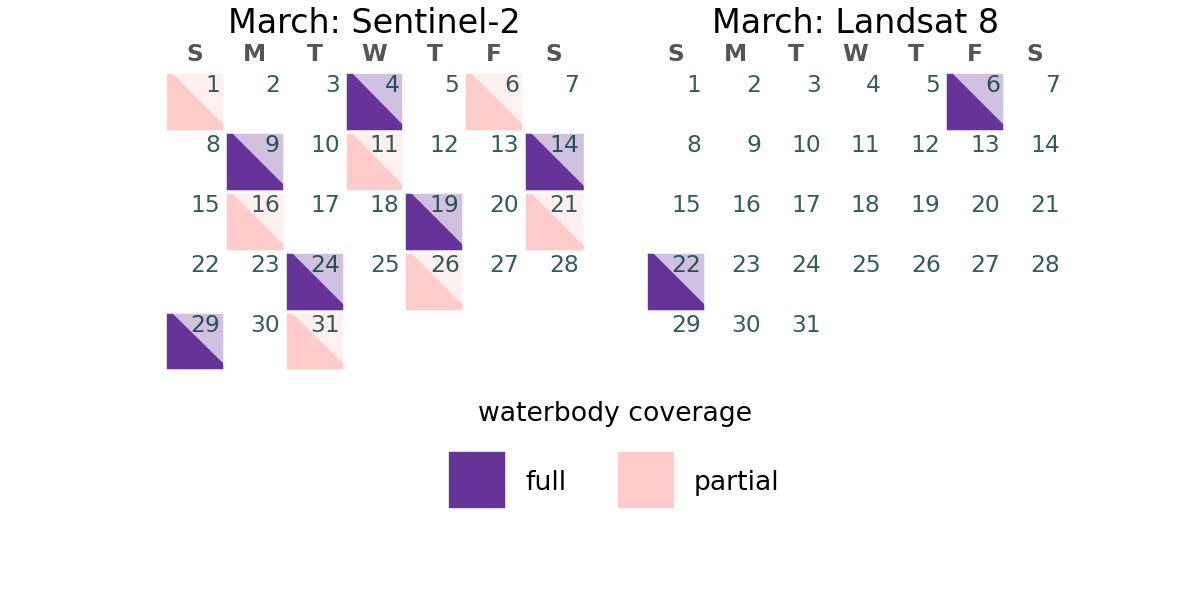 March: Sentinel-2
S M T W T F S
1 2 3 4 5 6 7
8 9 10 11 12 13 14
15 16 17 18 19 20 21
22 23 24 25 26 27 28
29 30 31
March: Landsat 8
S M T W T F S
1 2 3 4 5 6 7
8 9 10 11 12 13 14
15 16 17 18 19 20 21
22 23 24 25 26 27 28
29 30 31
waterbody coverage
full partial